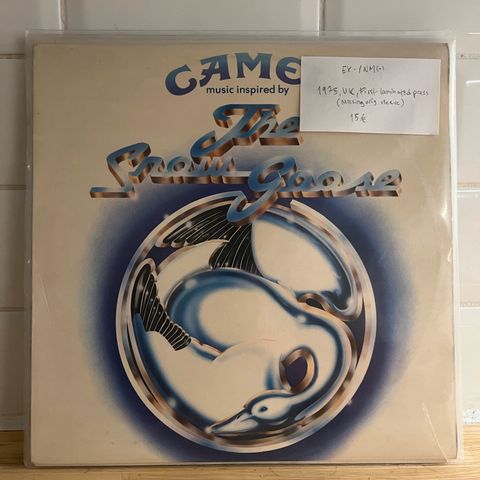 CAME
music inspired by
The
Snow Goose
EX-/NM(-)
1975, UK, First laminated press
(missing orig. sleeve)
15€